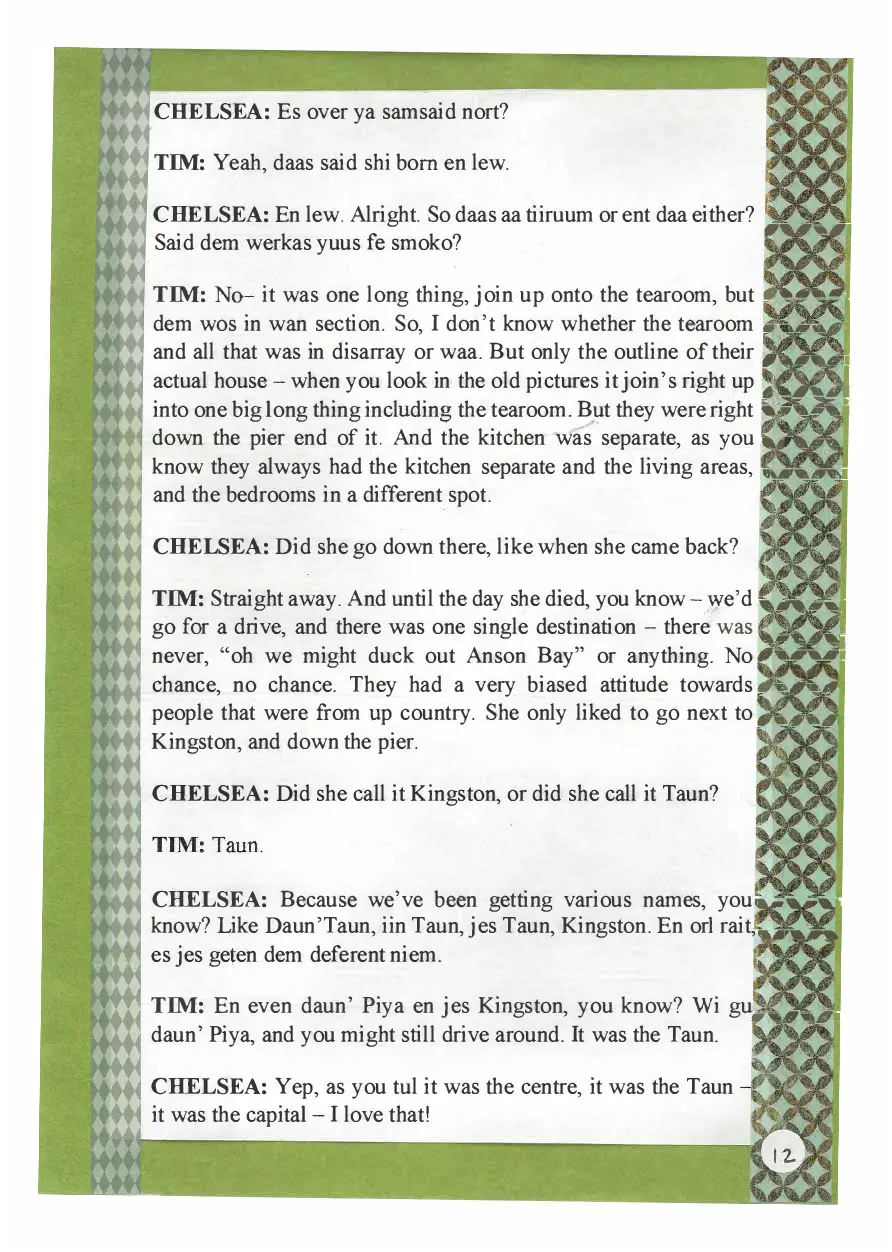 CHELSEA: Es over ya samsaid nort?
TIM: Yeah, daas said shi born en lew.
CHELSEA: En lew. Alright. So daas aa tiiruum or ent daa either?
Said dem werkas yuus fe smoko?
TIM: No– it was one long thing, join up onto the tearoom, but
dem wos in wan section. So, I don’t know whether the tearoom
and all that was in disarray or waa. But only the outline of their
actual house – when you look in the old pictures it join’s right up
into one big long thing including the tearoom. But they were right
down the pier end of it. And the kitchen was separate, as you
know they always had the kitchen separate and the living areas,
and the bedrooms in a different spot.
CHELSEA: Did she go down there, like when she came back?
TIM: Straight away. And until the day she died, you know – we’d
go for a drive, and there was one single destination – there was
never, “oh we might duck out Anson Bay” or anything. No
chance, no chance. They had a very biased attitude towards
people that were from up country. She only liked to go next to
Kingston, and down the pier.
CHELSEA: Did she call it Kingston, or did she call it Taun?
TIM: Taun.
CHELSEA: Because we’ve been getting various names, you
know? Like Daun’Taun, iin Taun, jes Taun, Kingston. En orl rait,
es jes geten dem deferent niem.
TIM: En even daun’ Piya en jes Kingston, you know? Wi gu
daun’ Piya, and you might still drive around. It was the Taun.
CHELSEA: Yep, as you tul it was the centre, it was the Taun –
it was the capital – I love that!
12